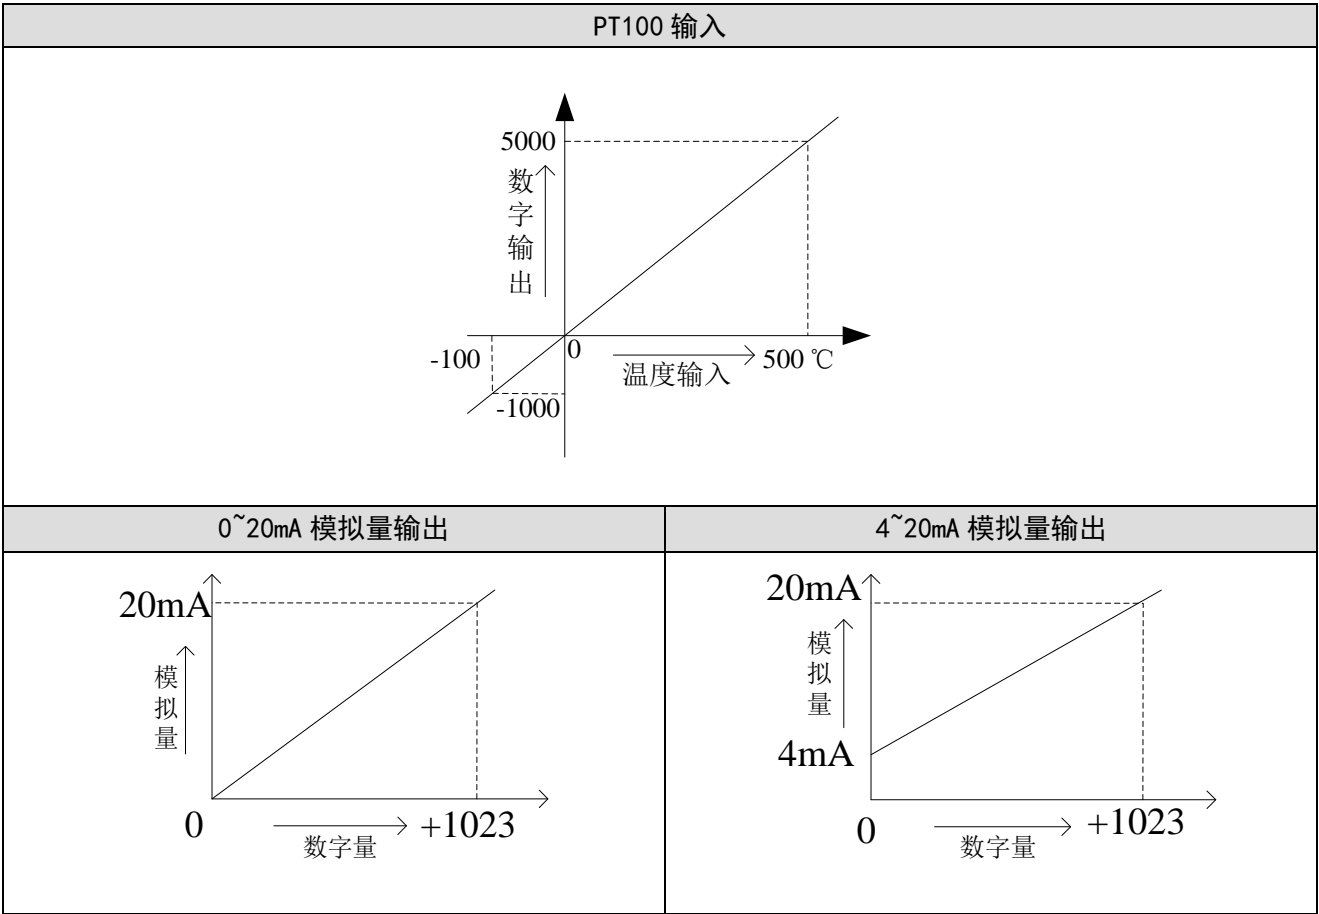 PT100 输入
5000
数字输出
-100
0
温度输入
500 ℃
-1000
0~20mA 模拟量输出
4~20mA 模拟量输出
20mA
模拟量
0
数字量
+1023
20mA
模拟量
4mA
0
数字量
+1023